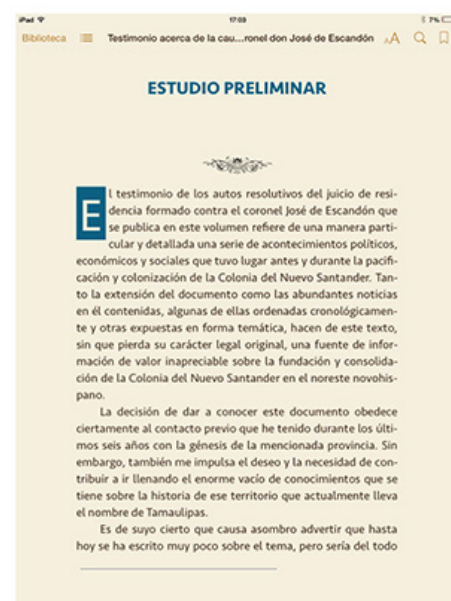 iPad
17:03
7%
Biblioteca
Testimonio acerca de la cau...ronel don José de Escandón
AA
ESTUDIO PRELIMINAR
El testimonio de los autos resolutivos del juicio de resi-
dencia formado contra el coronel José de Escandón que
se publica en este volumen refiere de una manera parti-
cular y detallada una serie de acontecimientos políticos,
económicos y sociales que tuvo lugar antes y durante la pacifi-
cación y colonización de la Colonia del Nuevo Santander. Tan-
to la extensión del documento como las abundantes noticias
en él contenidas, algunas de ellas ordenadas cronológicamen-
te y otras expuestas en forma temática, hacen de este texto,
sin que pierda su carácter legal original, una fuente de infor-
mación de valor inapreciable sobre la fundación y consolida-
ción de la Colonia del Nuevo Santander en el noreste novohis-
pano.
La decisión de dar a conocer este documento obedece
ciertamente al contacto previo que he tenido durante los últi-
mos seis años con la génesis de la mencionada provincia. Sin
embargo, también me impulsa el deseo y la necesidad de con-
tribuir a ir llenando el enorme vacío de conocimientos que se
tiene sobre la historia de ese territorio que actualmente lleva
el nombre de Tamaulipas.
Es de suyo cierto que causa asombro advertir que hasta
hoy se ha escrito muy poco sobre el tema, pero sería del todo